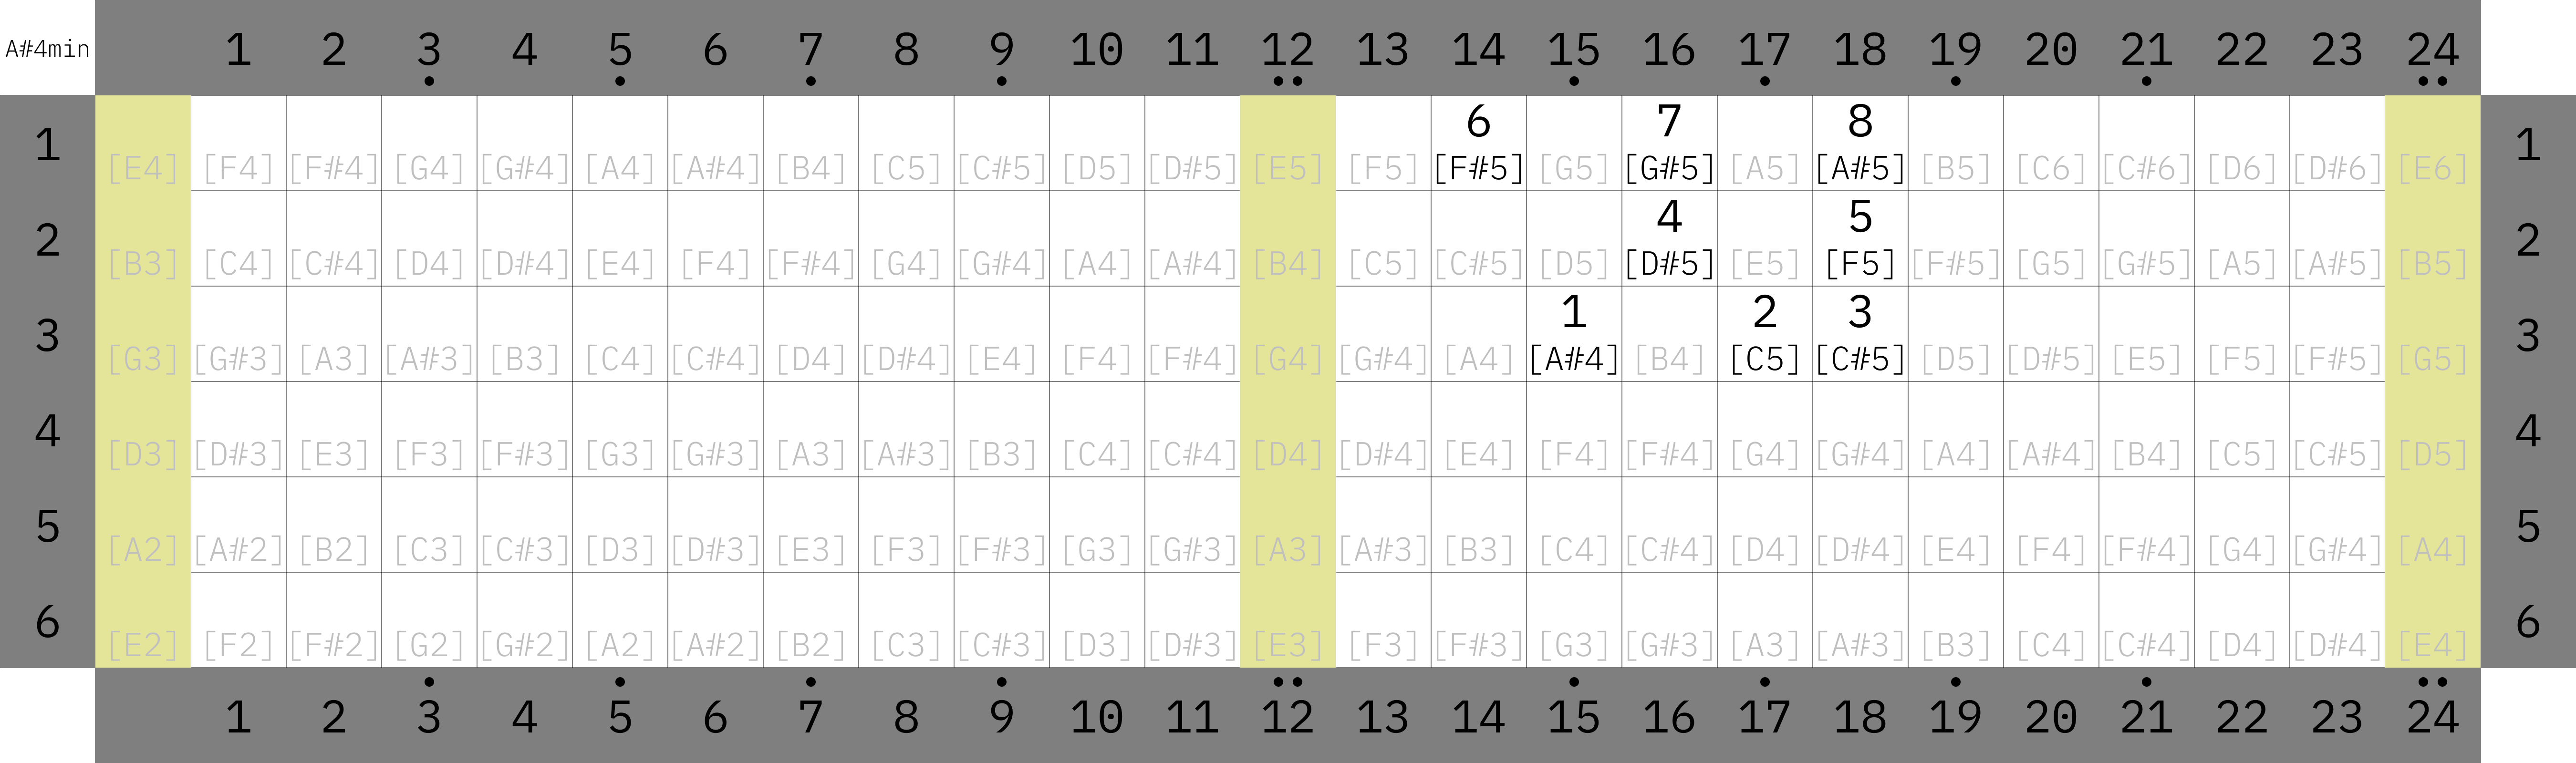 A#4min 1 2 3 4 5 6 7 8 9 10 11 12 13 14 15 16 17 18 19 20 21 22 23 24
6 7 8
1 [E4] [F4] [F#4] [G4] [G#4] [A4] [A#4] [B4] [C5] [C#5] [D5] [D#5] [E5] [F5] [F#5] [G5] [G#5] [A5] [A#5] [B5] [C6] [C#6] [D6] [D#6] [E6] 1
4 5
2 [B3] [C4] [C#4] [D4] [D#4] [E4] [F4] [F#4] [G4] [G#4] [A4] [A#4] [B4] [C5] [C#5] [D5] [D#5] [E5] [F5] [F#5] [G5] [G#5] [A5] [A#5] [B5] 2
1 2 3
3 [G3] [G#3] [A3] [A#3] [B3] [C4] [C#4] [D4] [D#4] [E4] [F4] [F#4] [G4] [G#4] [A4] [A#4] [B4] [C5] [C#5] [D5] [D#5] [E5] [F5] [F#5] [G5] 3
4 [D3] [D#3] [E3] [F3] [F#3] [G3] [G#3] [A3] [A#3] [B3] [C4] [C#4] [D4] [D#4] [E4] [F4] [F#4] [G4] [G#4] [A4] [A#4] [B4] [C5] [C#5] [D5] 4
5 [A2] [A#2] [B2] [C3] [C#3] [D3] [D#3] [E3] [F3] [F#3] [G3] [G#3] [A3] [A#3] [B3] [C4] [C#4] [D4] [D#4] [E4] [F4] [F#4] [G4] [G#4] [A4] 5
6 [E2] [F2] [F#2] [G2] [G#2] [A2] [A#2] [B2] [C3] [C#3] [D3] [D#3] [E3] [F3] [F#3] [G3] [G#3] [A3] [A#3] [B3] [C4] [C#4] [D4] [D#4] [E4] 6
1 2 3 4 5 6 7 8 9 10 11 12 13 14 15 16 17 18 19 20 21 22 23 24